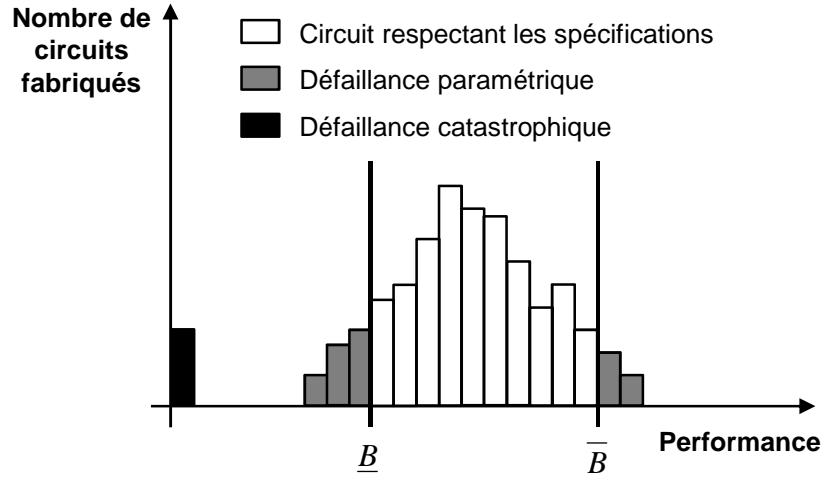 Nombre de
circuits
fabriqués
Circuit respectant les spécifications
Défaillance paramétrique
Défaillance catastrophique
B
B
Performance